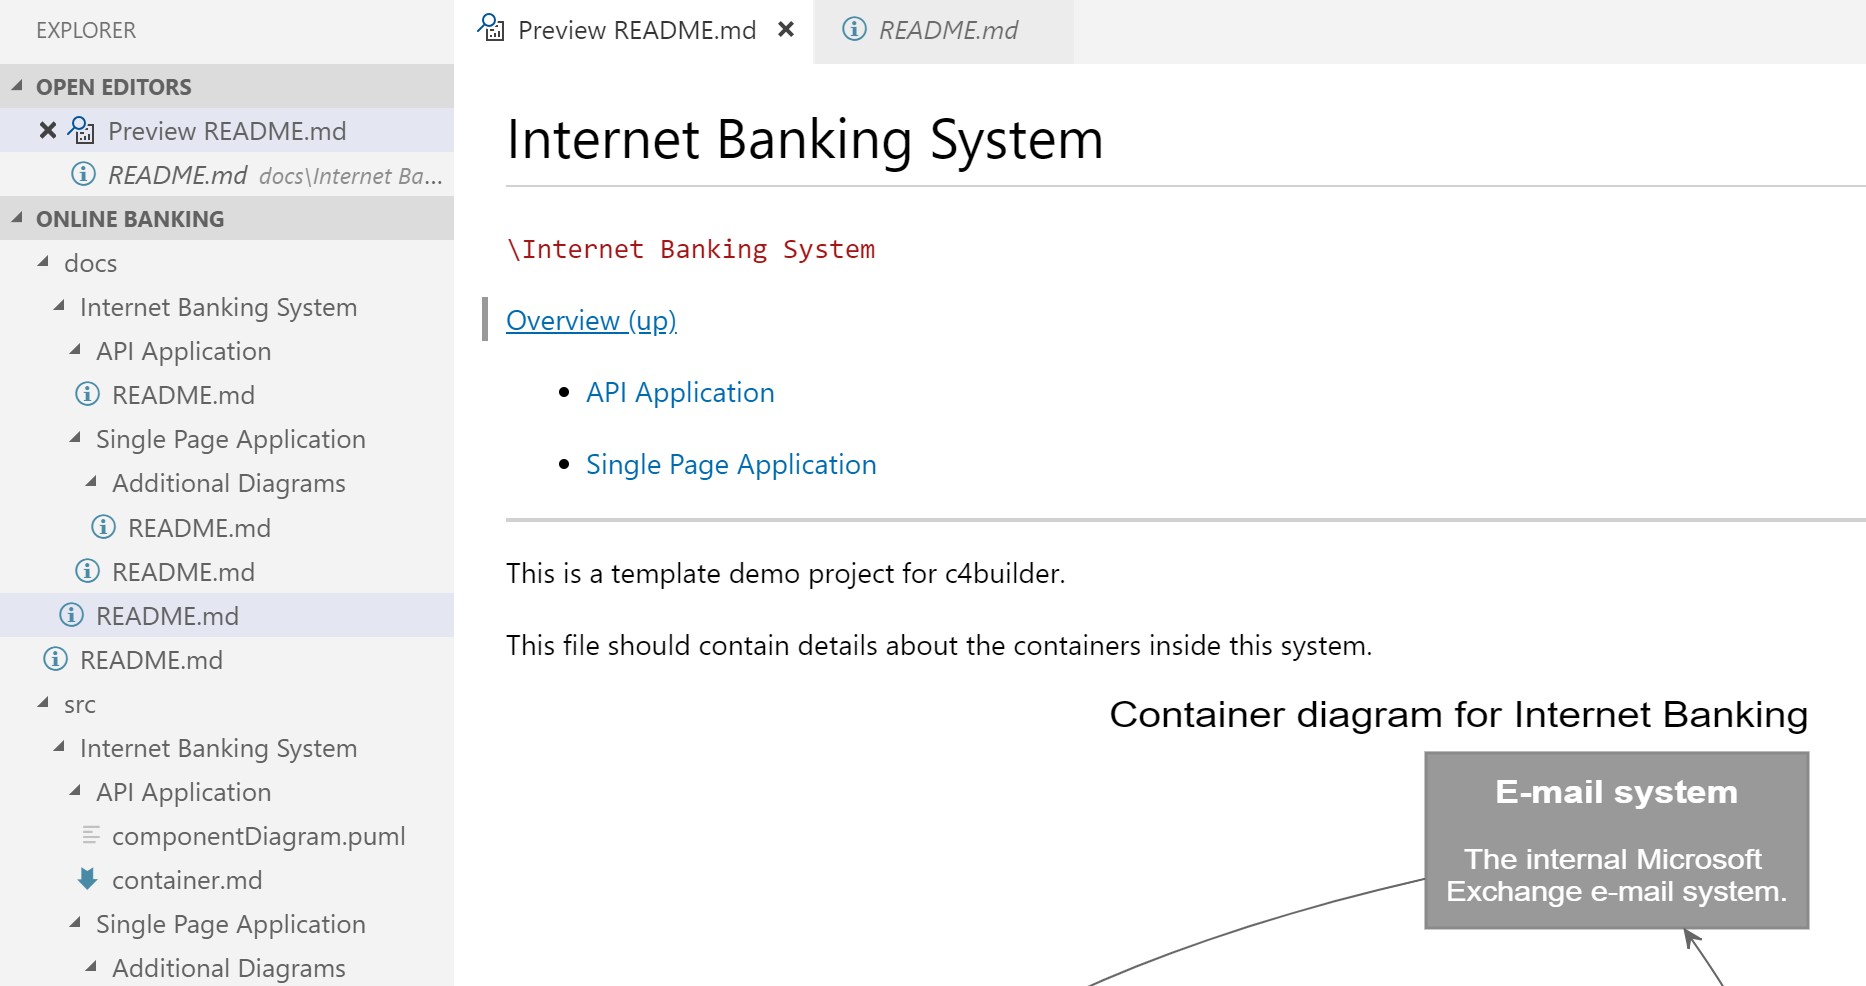 EXPLORER
OPEN EDITORS
Preview README.md
README.md docs\Internet Ba...
ONLINE BANKING
docs
Internet Banking System
API Application
README.md
Single Page Application
Additional Diagrams
README.md
README.md
README.md
README.md
src
Internet Banking System
API Application
componentDiagram.puml
container.md
Single Page Application
Additional Diagrams
Preview README.md
README.md
Internet Banking System
\Internet Banking System
Overview (up)
API Application
Single Page Application
This is a template demo project for c4builder.
This file should contain details about the containers inside this system.
Container diagram for Internet Banking
E-mail system
The internal Microsoft
Exchange e-mail system.